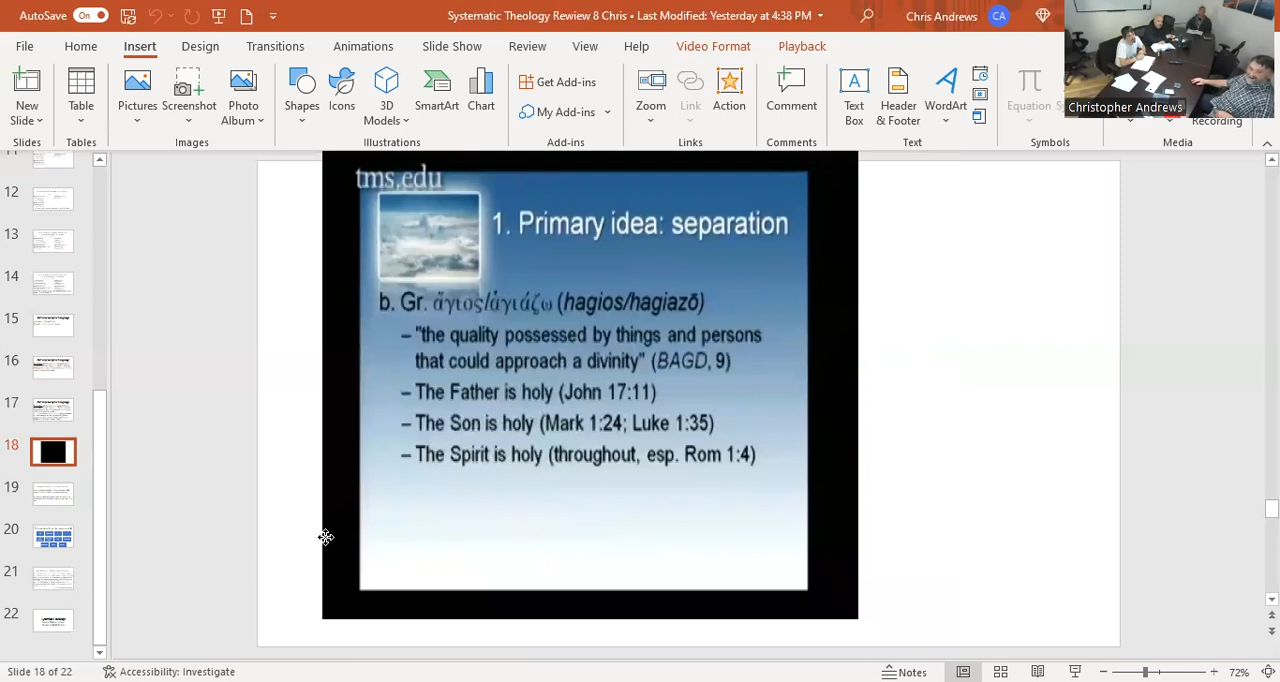 AutoSave On
Systematic Theology Rewiew 8 Chris • Last Modified: Yesterday at 4:38 PM
Chris Andrews CA
File Home Insert Design Transitions Animations Slide Show Review View Help Video Format Playback
New Slide
Table
Pictures
Screenshot
Photo Album
Shapes
Icons
3D Models
SmartArt
Chart
Get Add-ins
My Add-ins
Zoom
Link
Action
Comment
Text Box
Header & Footer
WordArt
Equation
Recording
Christopher Andrews
Slides Tables Images Illustrations Add-ins Links Comments Text Symbols Media
12
13
14
15
16
17
18
19
20
21
22
tms.edu
1. Primary idea: separation
b. Gr. ἅγιος/ἁγιάζω (hagios/hagiazō)
– "the quality possessed by things and persons
that could approach a divinity" (BAGD, 9)
– The Father is holy (John 17:11)
– The Son is holy (Mark 1:24; Luke 1:35)
– The Spirit is holy (throughout, esp. Rom 1:4)
Slide 18 of 22 Accessibility: Investigate Notes 72%